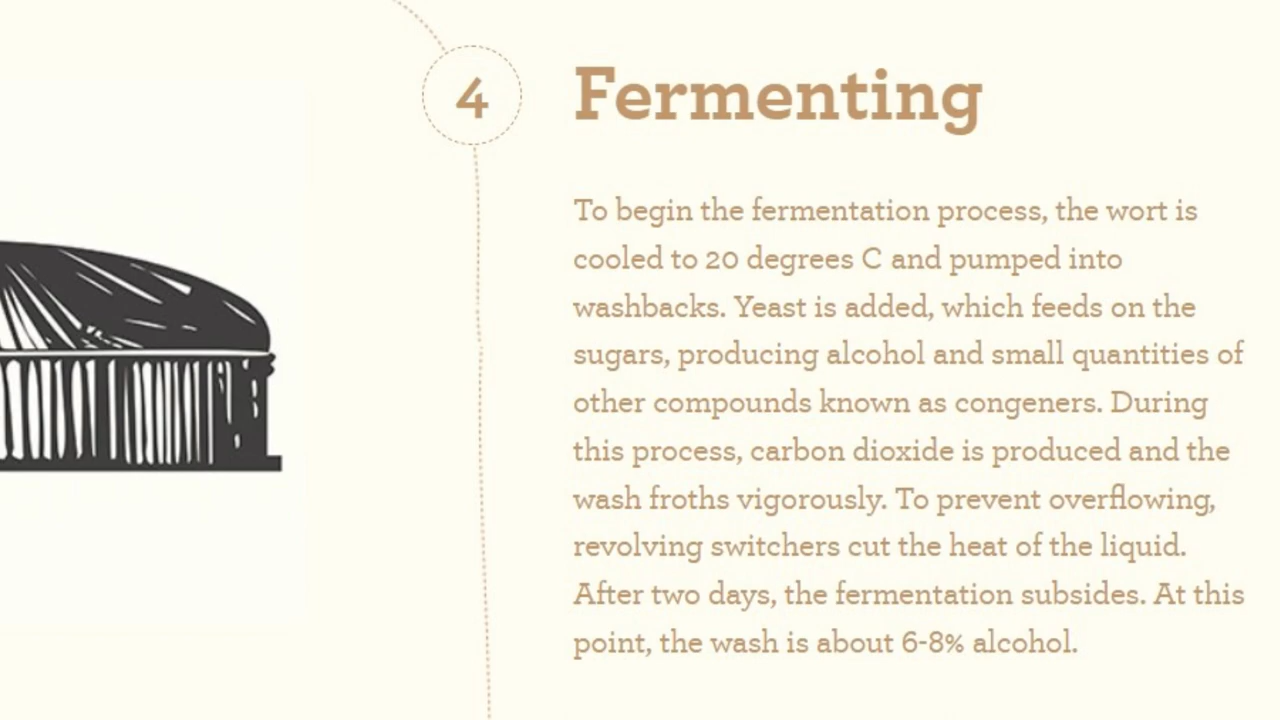 4
Fermenting
To begin the fermentation process, the wort is
cooled to 20 degrees C and pumped into
washbacks. Yeast is added, which feeds on the
sugars, producing alcohol and small quantities of
other compounds known as congeners. During
this process, carbon dioxide is produced and the
wash froths vigorously. To prevent overflowing,
revolving switchers cut the heat of the liquid.
After two days, the fermentation subsides. At this
point, the wash is about 6-8% alcohol.